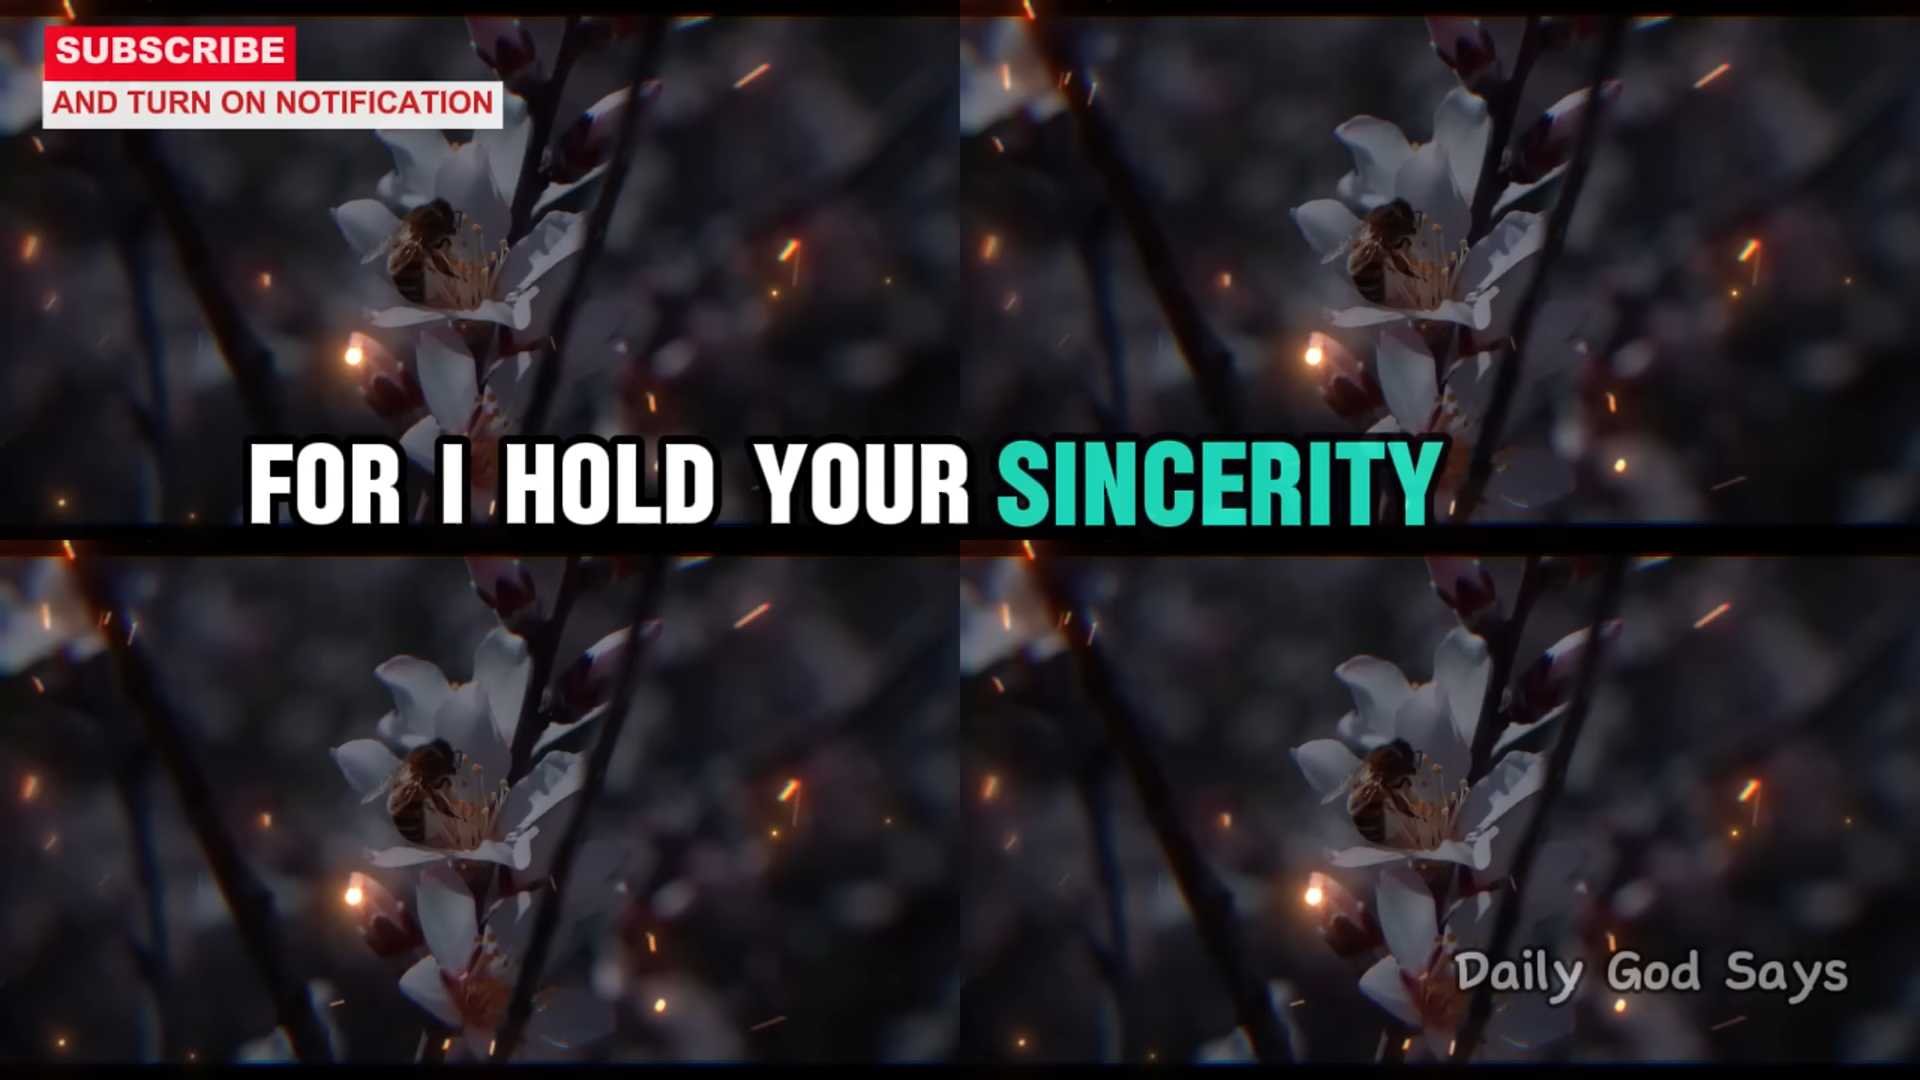 SUBSCRIBE
AND TURN ON NOTIFICATION
FOR I HOLD YOUR SINCERITY
Daily God Says